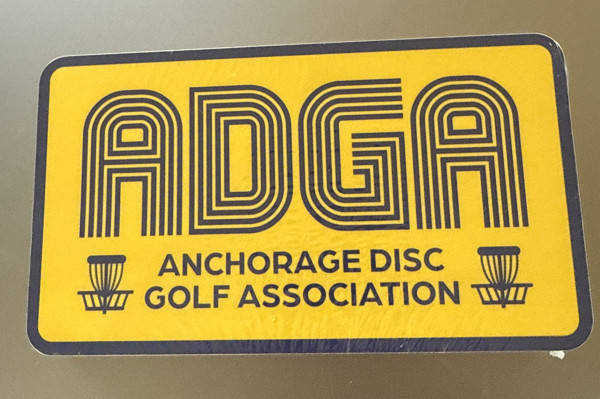 ADGA
ANCHORAGE DISC
GOLF ASSOCIATION